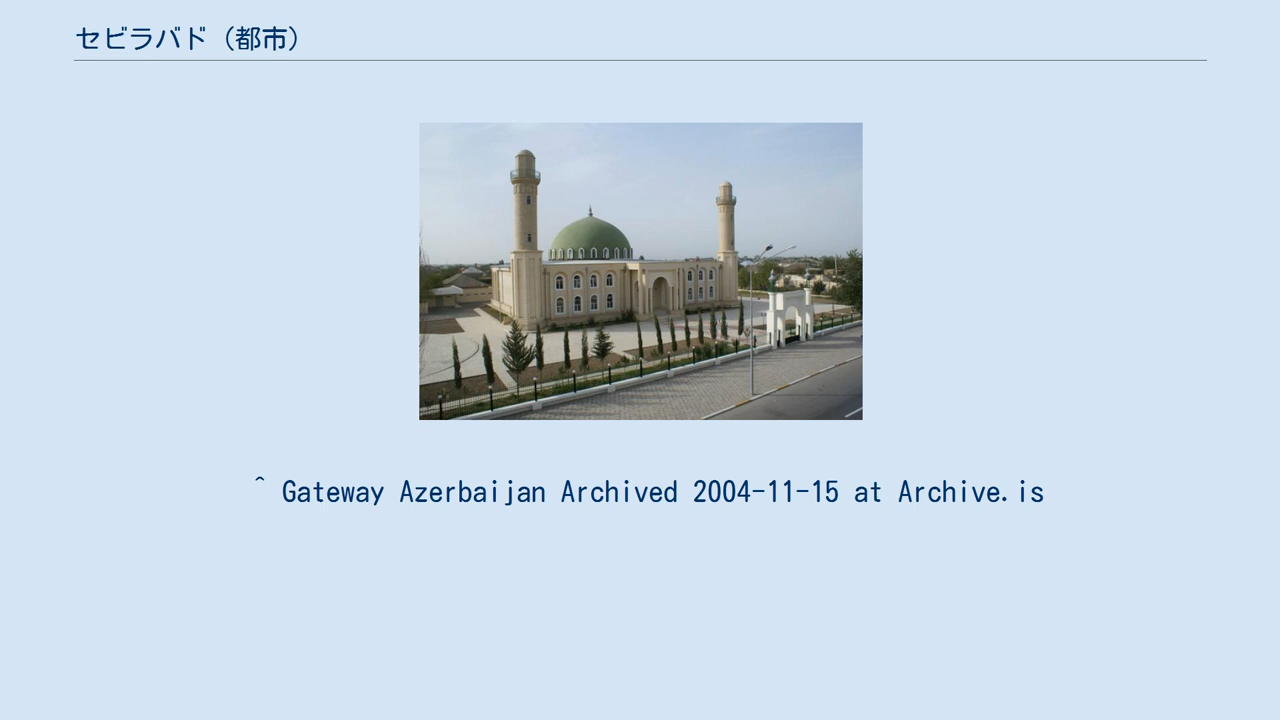 セビラバド（都市）
^ Gateway Azerbaijan Archived 2004-11-15 at Archive.is